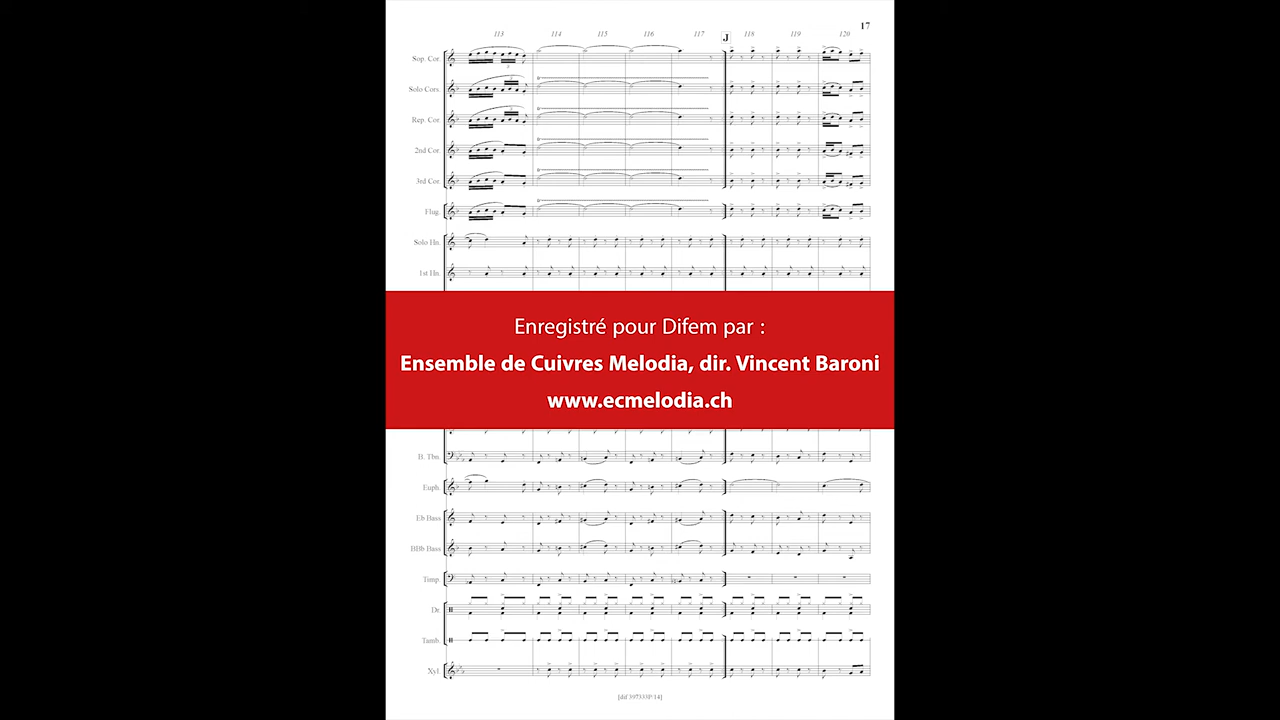 17
113 114 115 116 117 J 118 119 120
Sop. Cor.
Solo Cors.
Rep. Cor.
2nd Cor.
3rd Cor.
Flug.
Solo Hn.
1st Hn.
Enregistré pour Difem par :
Ensemble de Cuivres Melodia, dir. Vincent Baroni
www.ecmelodia.ch
B. Tbn.
Euph.
Eb Bass
BBb Bass
Timp.
Dr
Tamb.
Xyl